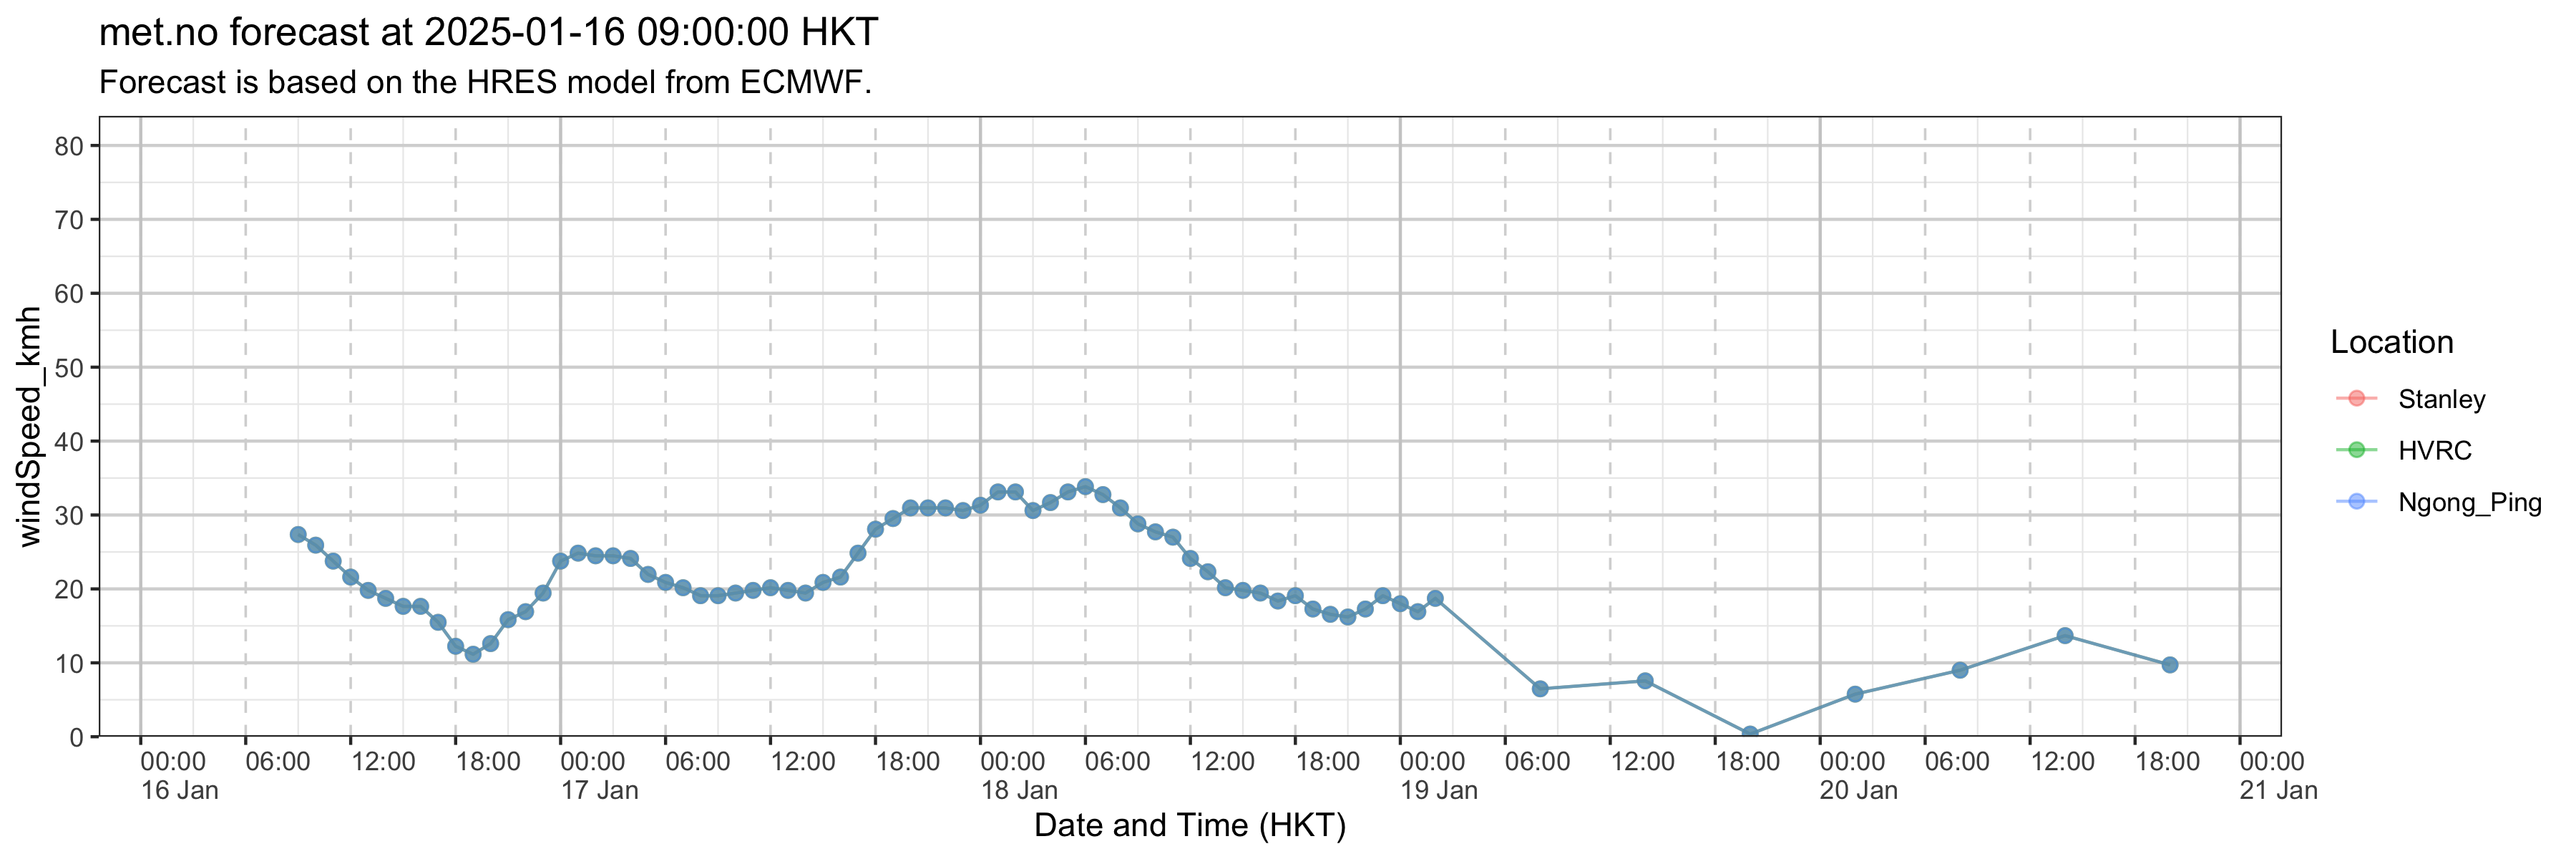 met.no forecast at 2025-01-16 09:00:00 HKT
Forecast is based on the HRES model from ECMWF.
windSpeed_kmh
80
70
60
50
40
30
20
10
0
00:00 06:00 12:00 18:00 00:00 06:00 12:00 18:00 00:00 06:00 12:00 18:00 00:00 06:00 12:00 18:00 00:00 06:00 12:00 18:00 00:00
16 Jan 17 Jan 18 Jan 19 Jan 20 Jan 21 Jan
Date and Time (HKT)
Location
Stanley
HVRC
Ngong_Ping